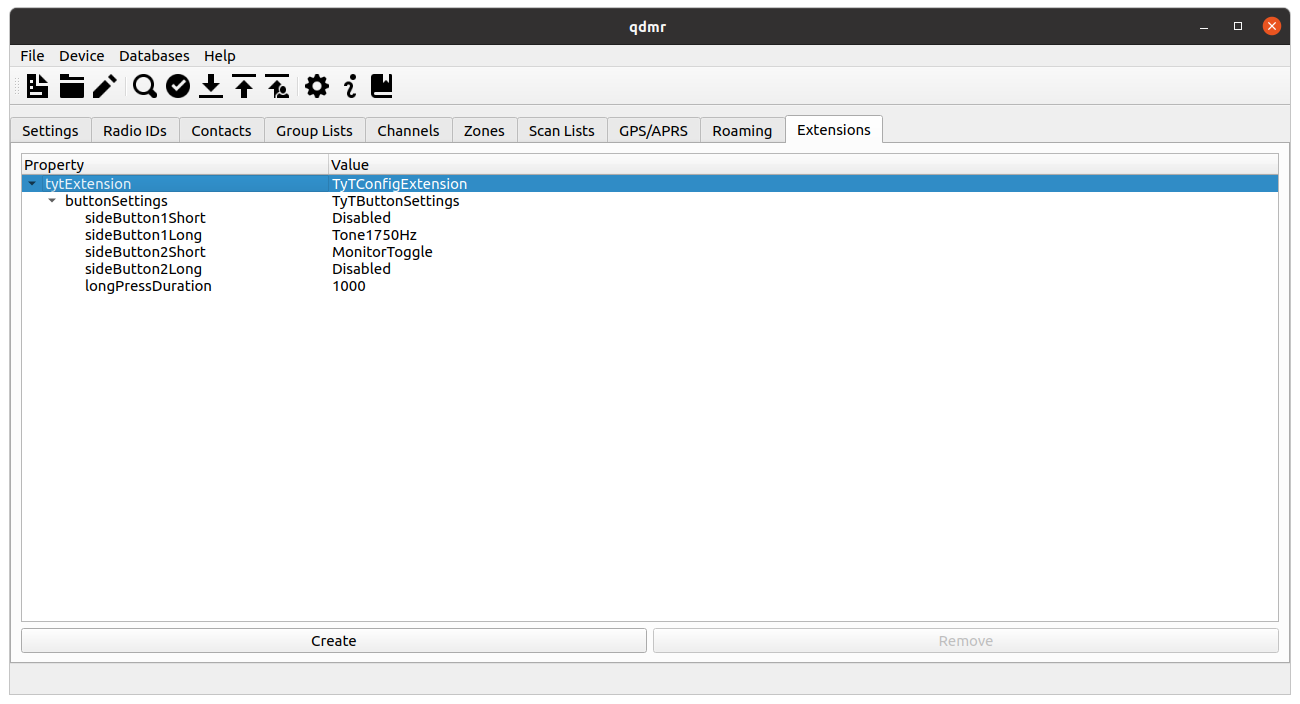 qdmr
File Device Databases Help
Settings Radio IDs Contacts Group Lists Channels Zones Scan Lists GPS/APRS Roaming Extensions
Property Value
tytExtension TyTConfigExtension
buttonSettings TyTButtonSettings
sideButton1Short Disabled
sideButton1Long Tone1750Hz
sideButton2Short MonitorToggle
sideButton2Long Disabled
longPressDuration 1000
Create Remove